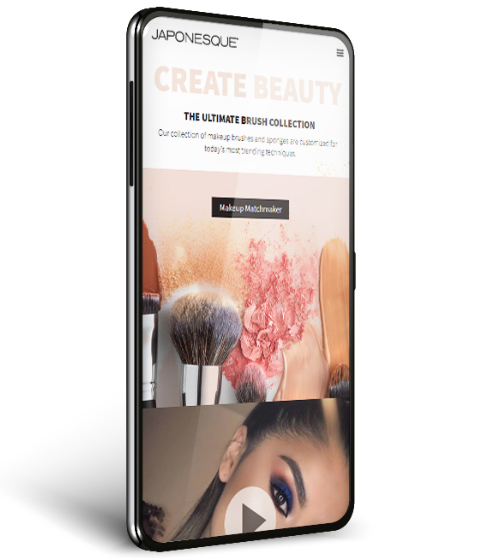 JAPONESQUE
CREATE BEAUTY
THE ULTIMATE BRUSH COLLECTION
Our collection of makeup brushes and sponges are customized for
today's most trending techniques.
Makeup Matchmaker